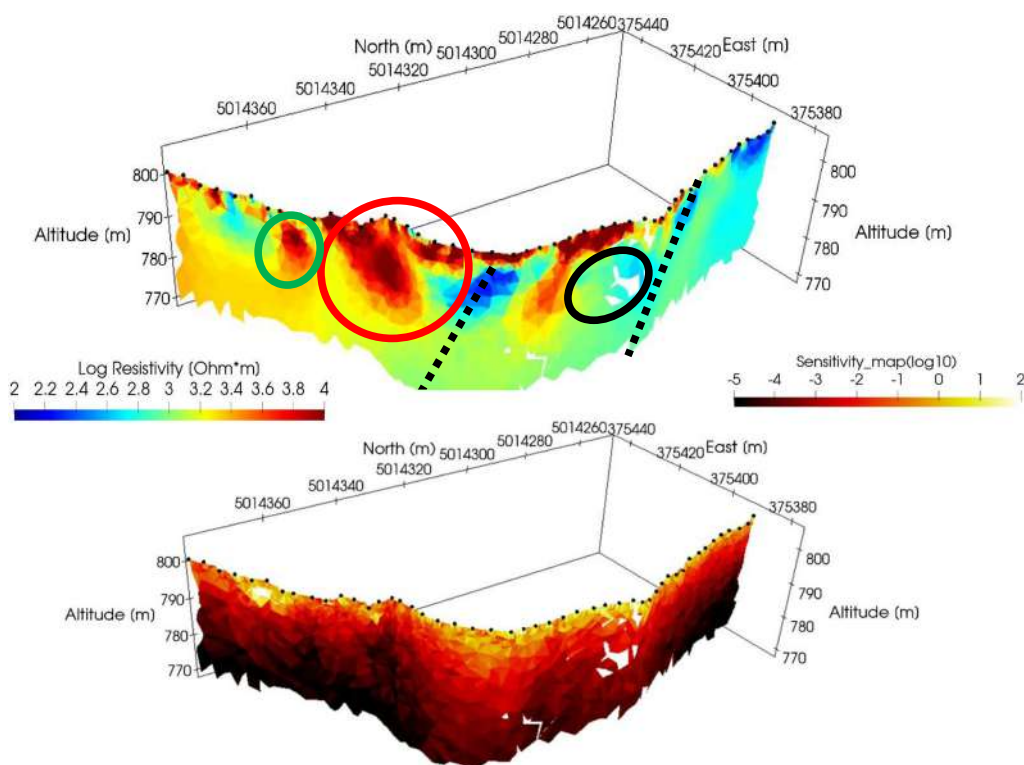 5014260 375440
5014280
North (m)
5014300
East (m)
375420
5014320
5014340
375400
5014360
375380
800
800
790
790
Altitude (m)
Altitude (m)
780
780
770
770
Log Resistivity (Ohm*m)
2 2.2 2.4 2.6 2.8 3 3.2 3.4 3.6 3.8 4
Sensitivity_map(log10)
-5 -4 -3 -2 -1 0 1 2
5014260 375440
5014280
North (m)
5014300
East (m)
375420
5014320
5014340
375400
5014360
375380
800
800
790
790
Altitude (m)
Altitude (m)
780
780
770
770